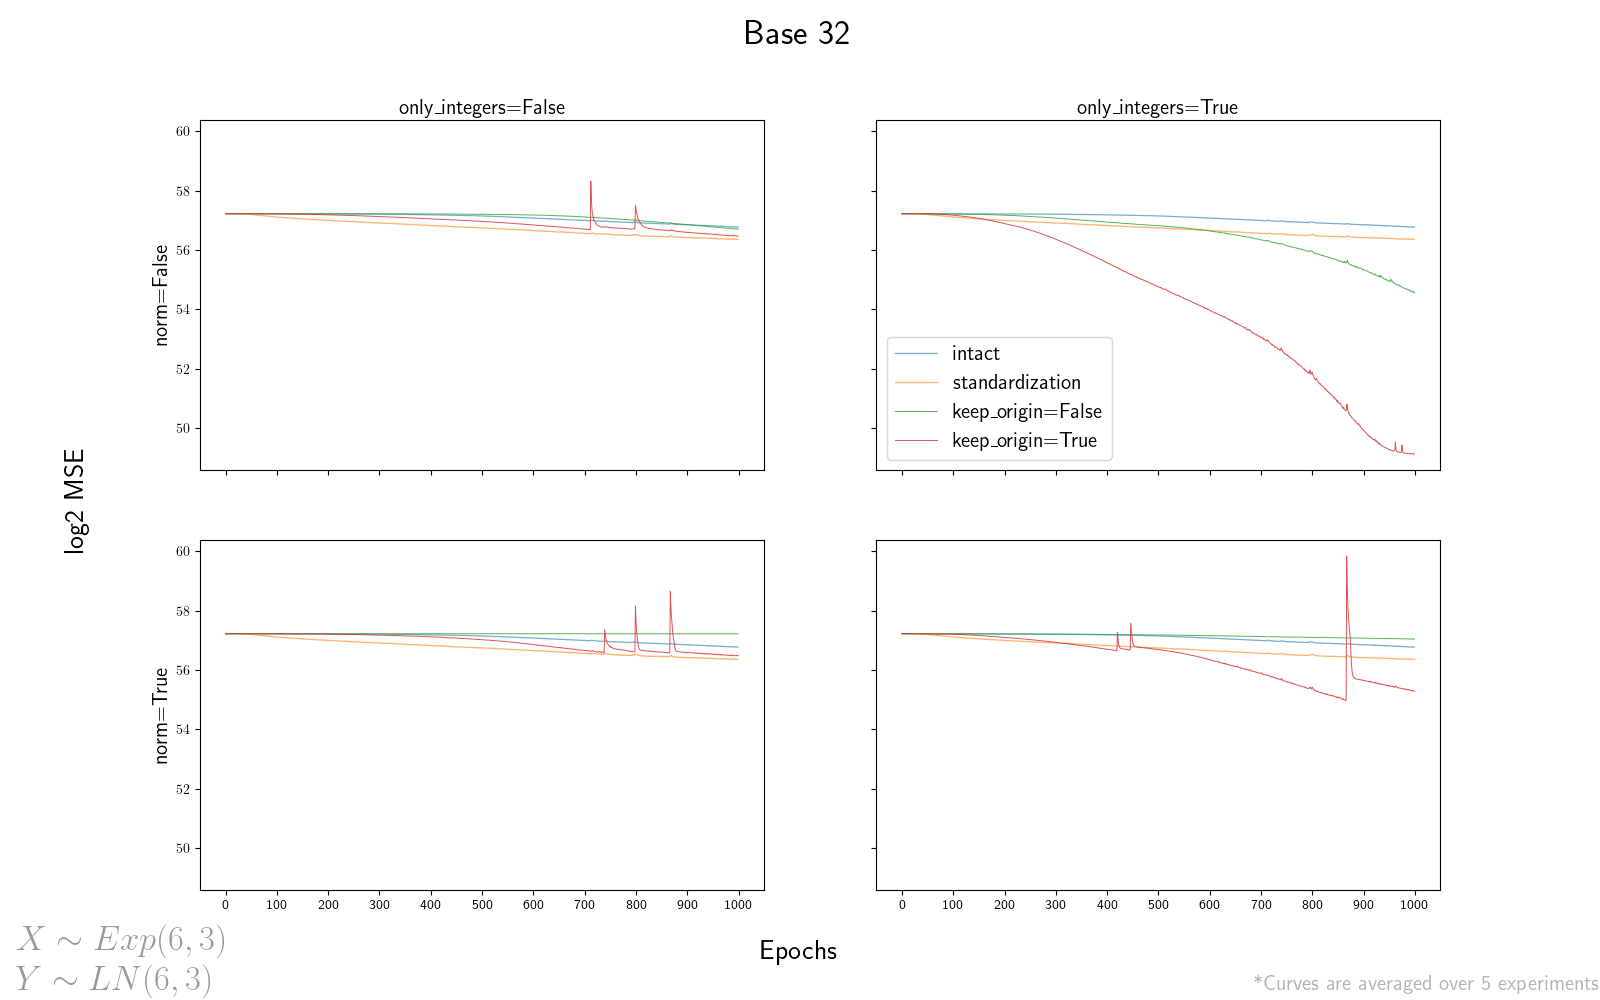 Base 32
only_integers=False
only_integers=True
60
58
56
54
52
50
norm=False
intact
standardization
keep_origin=False
keep_origin=True
log2 MSE
60
58
56
54
52
50
norm=True
0 100 200 300 400 500 600 700 800 900 1000
0 100 200 300 400 500 600 700 800 900 1000
Epochs
X ∼ Exp(6, 3)
Y ∼ LN(6, 3)
*Curves are averaged over 5 experiments